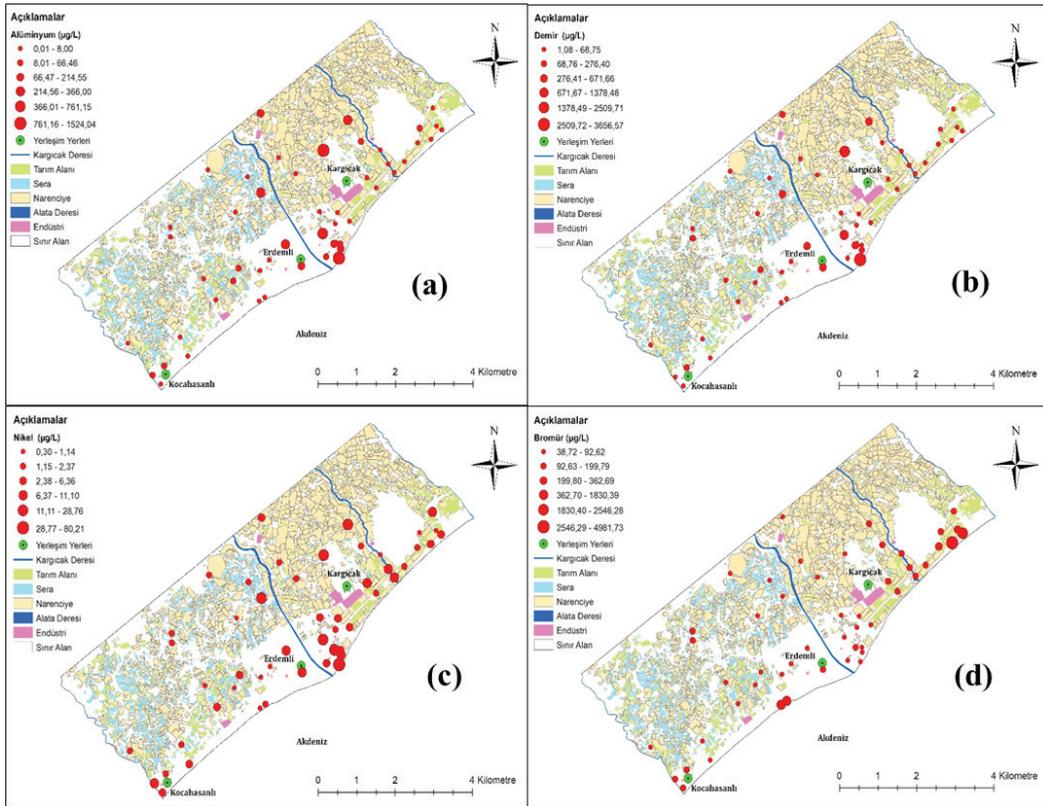 Açıklamalar
Alüminyum (µg/L)
0,01 - 8,00
8,01 - 66,46
66,47 - 214,55
214,56 - 366,00
366,01 - 761,15
761,16 - 1524,04
Yerleşim Yerleri
Kargıcak Deresi
Tarım Alanı
Sera
Narenciye
Alata Deresi
Endüstri
Sınır Alan
N
Kargıcak
Erdemli
(a)
Akdeniz
Kocahasanlı
0 1 2 4 Kilometre
Açıklamalar
Demir (µg/L)
1,08 - 68,75
68,76 - 276,40
276,41 - 671,66
671,67 - 1378,48
1378,49 - 2509,71
2509,72 - 3656,57
Yerleşim Yerleri
Kargıcak Deresi
Tarım Alanı
Sera
Narenciye
Alata Deresi
Endüstri
Sınır Alan
N
Kargıcak
Erdemli
(b)
Akdeniz
Kocahasanlı
0 1 2 4 Kilometre
Açıklamalar
Nikel (µg/L)
0,30 - 1,14
1,15 - 2,37
2,38 - 6,36
6,37 - 11,10
11,11 - 28,76
28,77 - 80,21
Yerleşim Yerleri
Kargıcak Deresi
Tarım Alanı
Sera
Narenciye
Alata Deresi
Endüstri
Sınır Alan
N
Kargıcak
Erdemli
(c)
Akdeniz
Kocahasanlı
0 1 2 4 Kilometre
Açıklamalar
Bromür (µg/L)
38,72 - 92,62
92,63 - 199,79
199,80 - 362,69
362,70 - 1830,39
1830,40 - 2546,28
2546,29 - 4981,73
Yerleşim Yerleri
Kargıcak Deresi
Tarım Alanı
Sera
Narenciye
Alata Deresi
Endüstri
Sınır Alan
N
Kargıcak
Erdemli
(d)
Akdeniz
Kocahasanlı
0 1 2 4 Kilometre